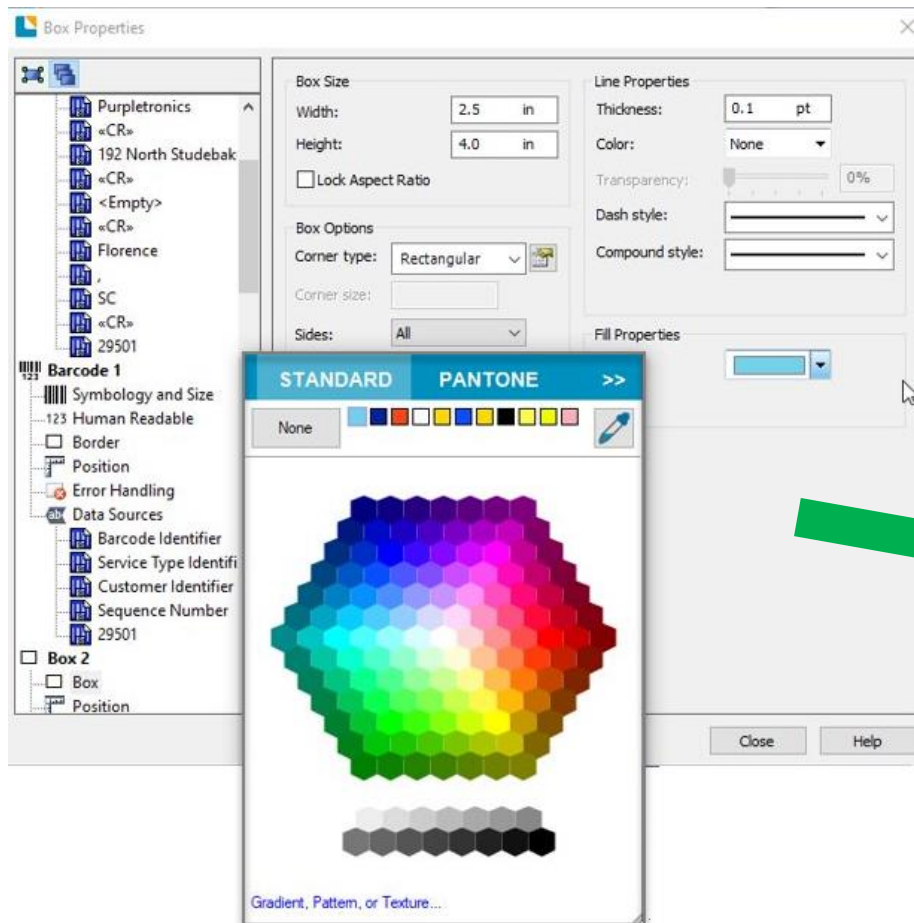 Box Properties
Purpletronics
«CR»
192 North Studebak
«CR»
<Empty>
«CR»
Florence
,
SC
«CR»
29501
Barcode 1
Symbology and Size
123 Human Readable
Border
Position
Error Handling
Data Sources
Barcode Identifier
Service Type Identifi
Customer Identifier
Sequence Number
29501
Box 2
Box
Position
Box Size
Width: 2.5 in
Height: 4.0 in
Lock Aspect Ratio
Box Options
Corner type: Rectangular
Corner size:
Sides: All
Line Properties
Thickness: 0.1 pt
Color: None
Transparency: 0%
Dash style:
Compound style:
Fill Properties
STANDARD PANTONE >>
None
Gradient, Pattern, or Texture...
Close Help